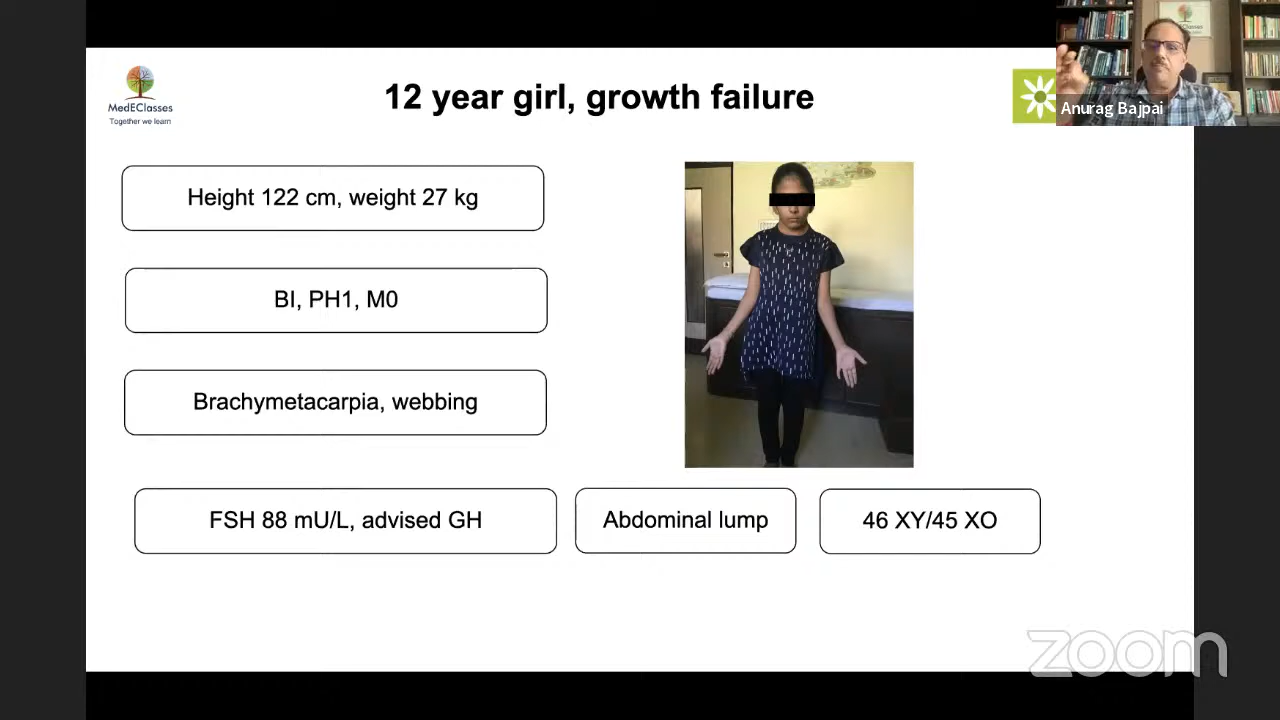 MedEClasses
Together we learn
12 year girl, growth failure
Anurag Bajpai
Height 122 cm, weight 27 kg
BI, PH1, M0
Brachymetacarpia, webbing
FSH 88 mU/L, advised GH
Abdominal lump
46 XY/45 XO
zoom